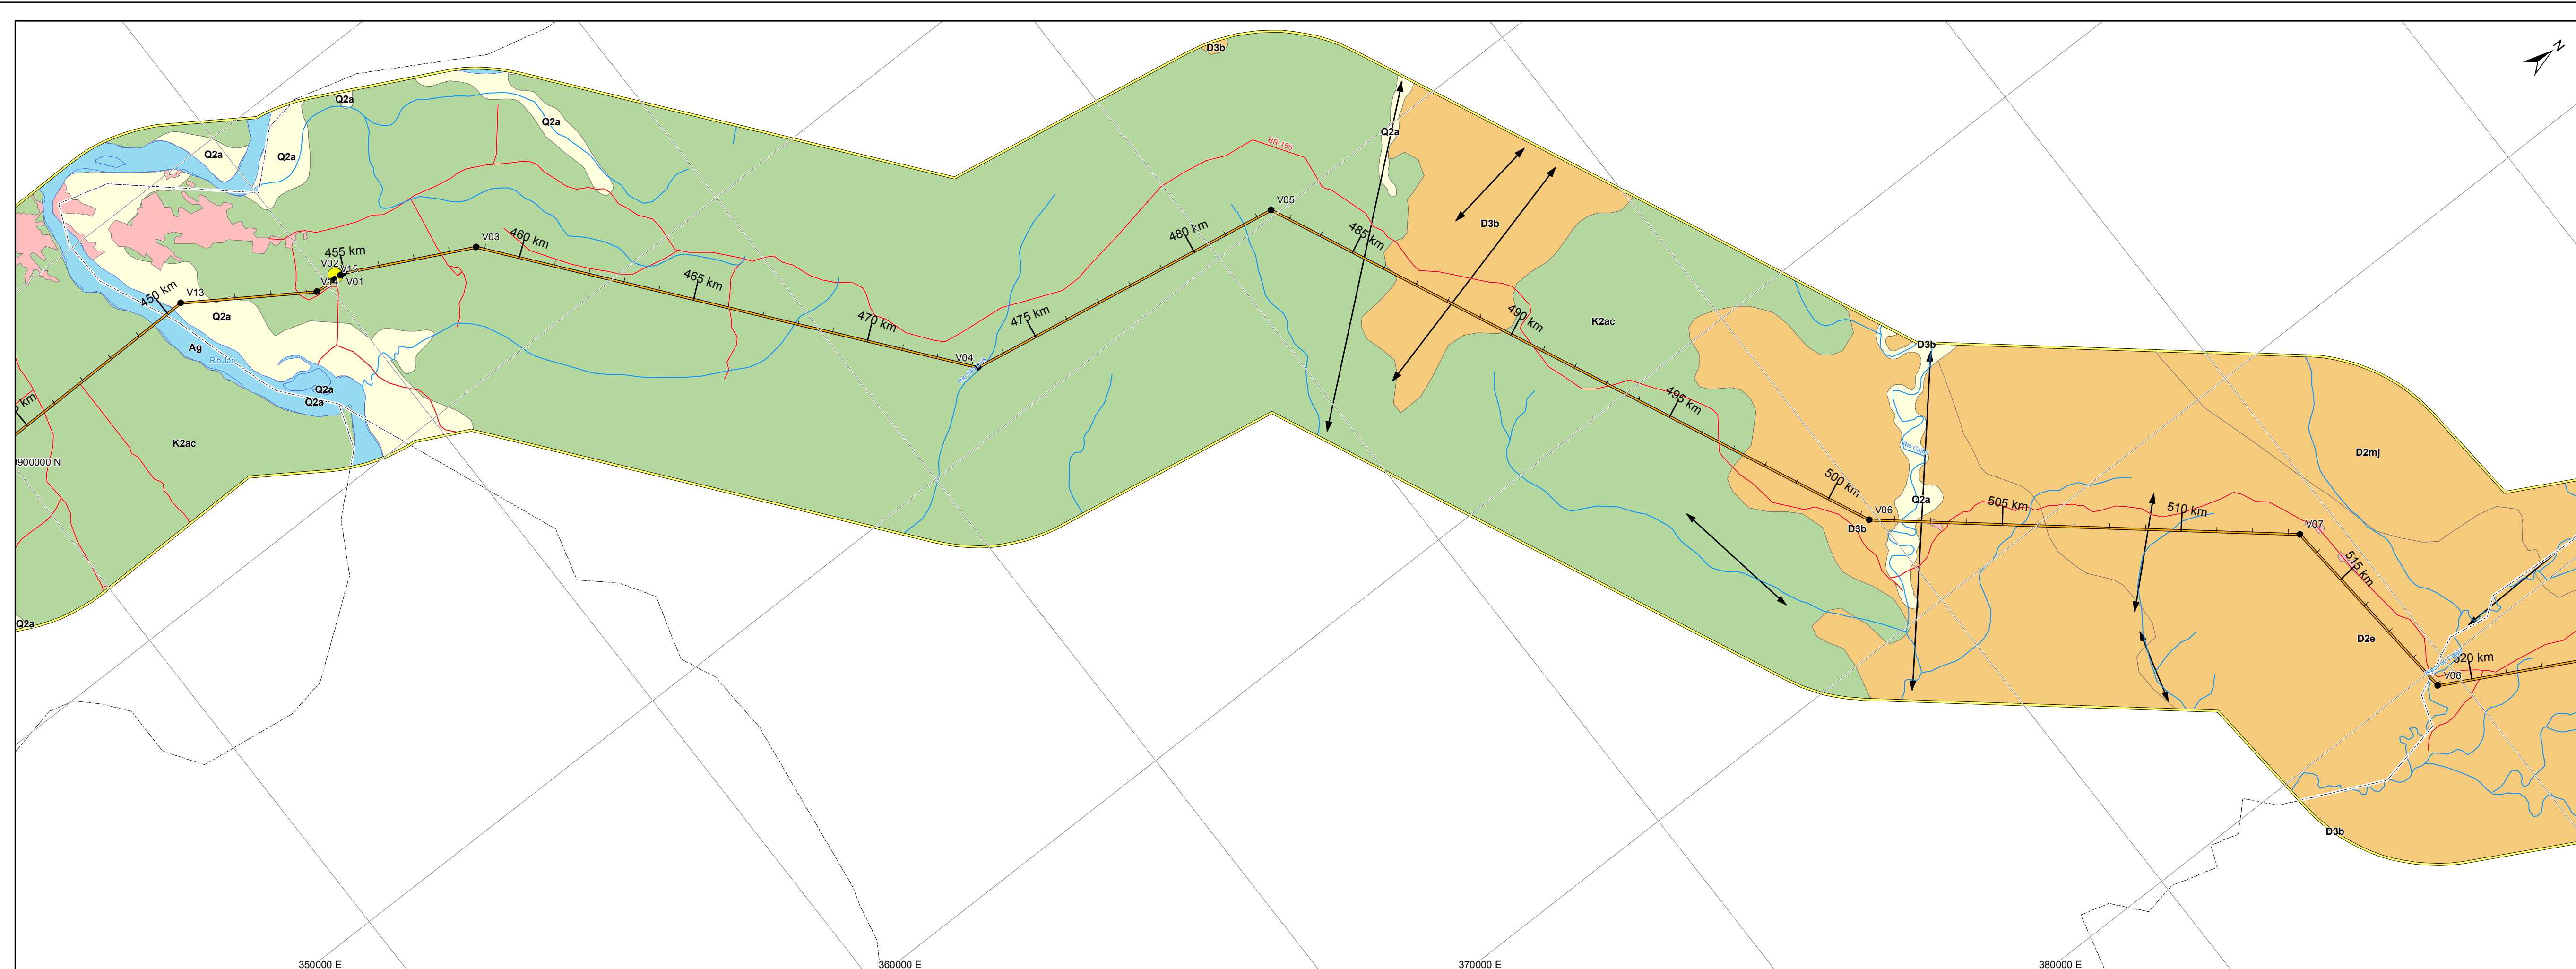 N
D3b
Q2a
Q2a
Q2a
Q2a
Q2a
BR-156
D3b
V05
480 km
485 km
V03
460 km
455 km
V02
V15
V14
V01
465 km
450 km
V13
Q2a
Ag
470 km
475 km
V04
490 km
K2ac
D3b
Q2a
Q2a
495 km
K2ac
D2mj
9900000 N
500 km
Q2a
V06
D3b
505 km
510 km
V07
515 km
Q2a
D2e
520 km
V08
D3b
350000 E
360000 E
370000 E
380000 E